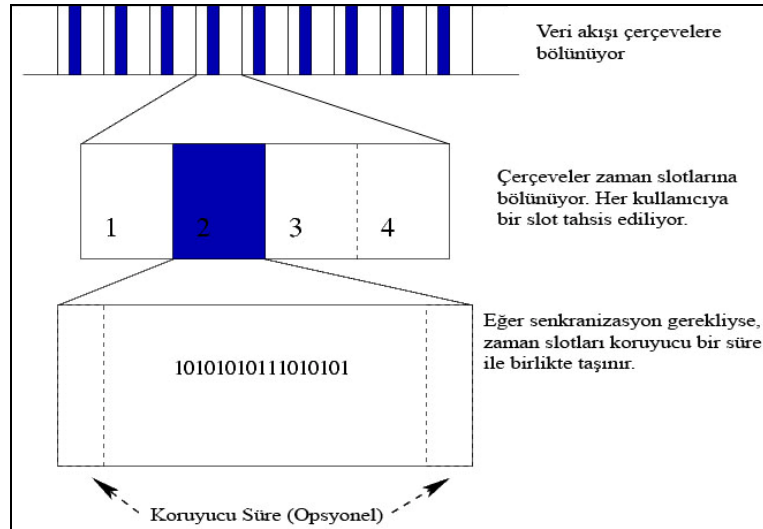 Veri akışı çerçevelere
bölünüyor
1
2
3
4
Çerçeveler zaman slotlarına
bölünüyor. Her kullanıcıya
bir slot tahsis ediliyor.
Eğer senkranizasyon gerekliyse,
zaman slotları koruyucu bir süre
ile birlikte taşınır.
10101010111010101
Koruyucu Süre (Opsyonel)